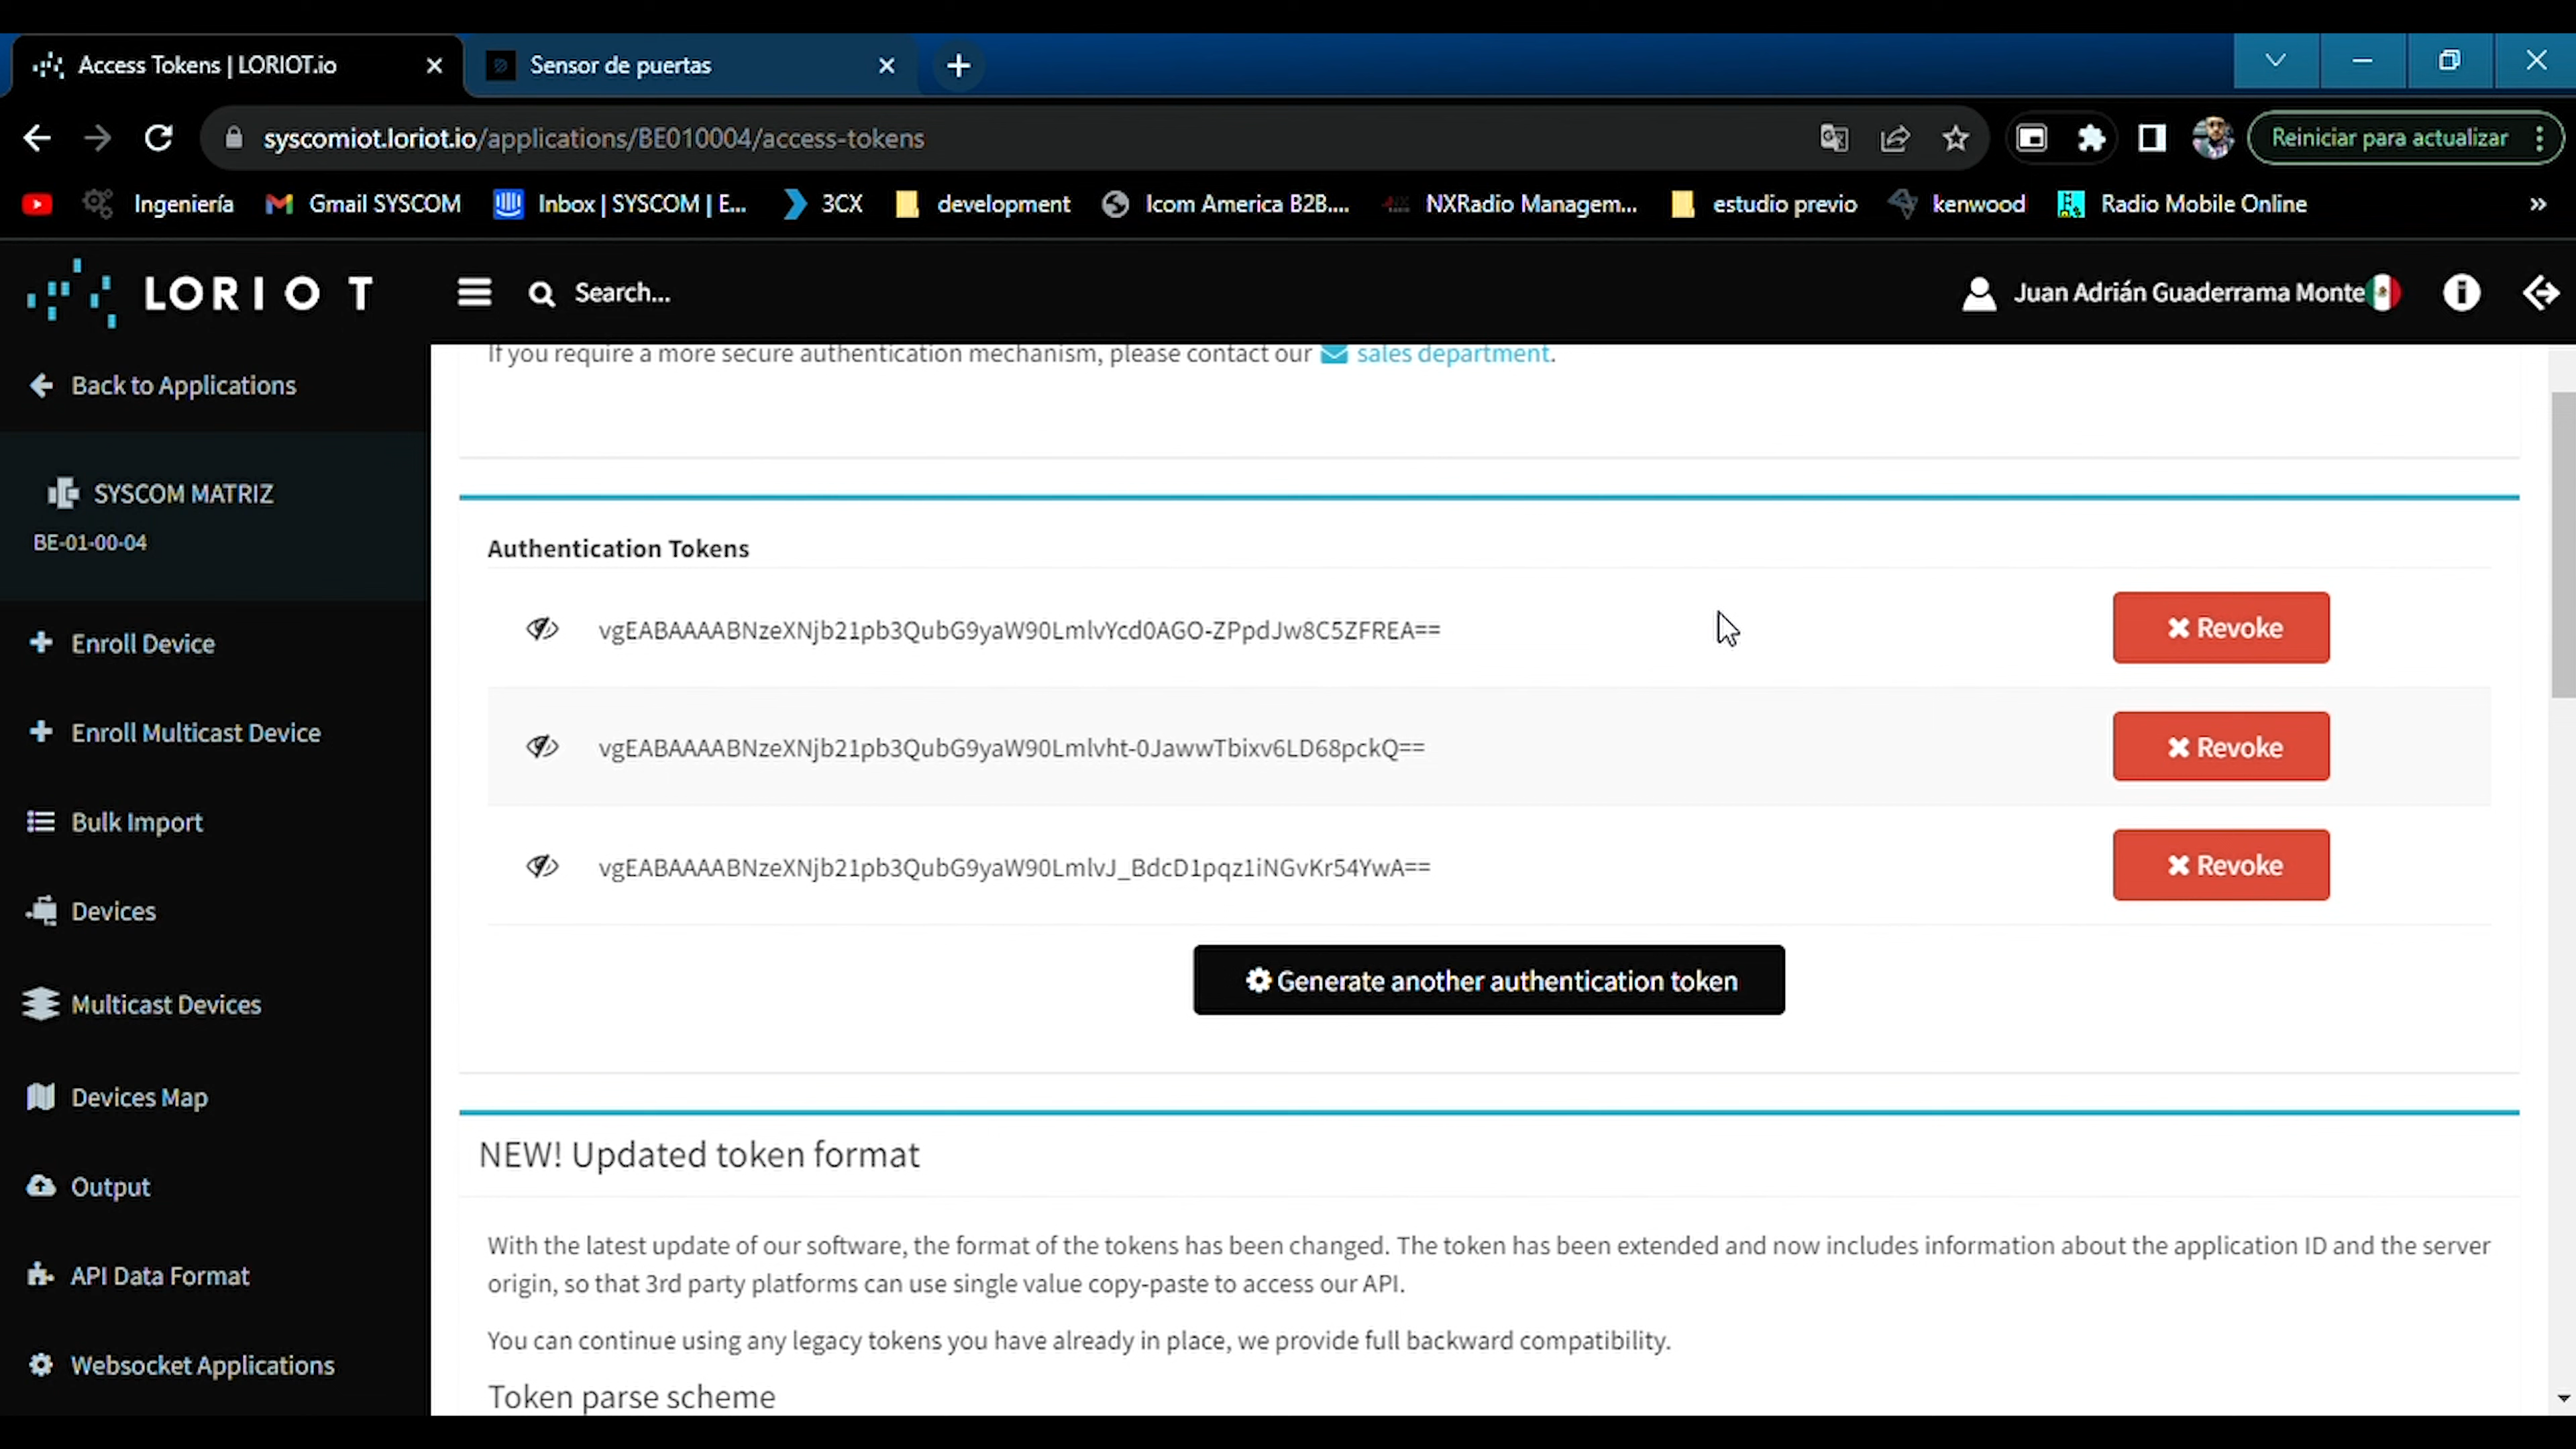 Access Tokens | LORIOT.io
Sensor de puertas
syscomiot.loriot.io/applications/BE010004/access-tokens
Reiniciar para actualizar
Ingeniería
Gmail SYSCOM
Inbox | SYSCOM | E...
3CX
development
Icom America B2B....
NXRadio Managem...
estudio previo
kenwood
Radio Mobile Online
»
LORIOT
Search...
Juan Adrián Guaderrama Monte
Back to Applications
SYSCOM MATRIZ
BE-01-00-04
Enroll Device
Enroll Multicast Device
Bulk Import
Devices
Multicast Devices
Devices Map
Output
API Data Format
Websocket Applications
If you require a more secure authentication mechanism, please contact our sales department.
Authentication Tokens
vgEABAAAABNzeXNjb21pb3QubG9yaW90LmlvYcd0AGO-ZPpdJw8C5ZFREA==
Revoke
vgEABAAAABNzeXNjb21pb3QubG9yaW90Lmlvht-0JawwTbixv6LD68pckQ==
Revoke
vgEABAAAABNzeXNjb21pb3QubG9yaW90LmlvJ_BdcD1pqz1iNGvKr54YwA==
Revoke
Generate another authentication token
NEW! Updated token format
With the latest update of our software, the format of the tokens has been changed. The token has been extended and now includes information about the application ID and the server
origin, so that 3rd party platforms can use single value copy-paste to access our API.
You can continue using any legacy tokens you have already in place, we provide full backward compatibility.
Token parse scheme